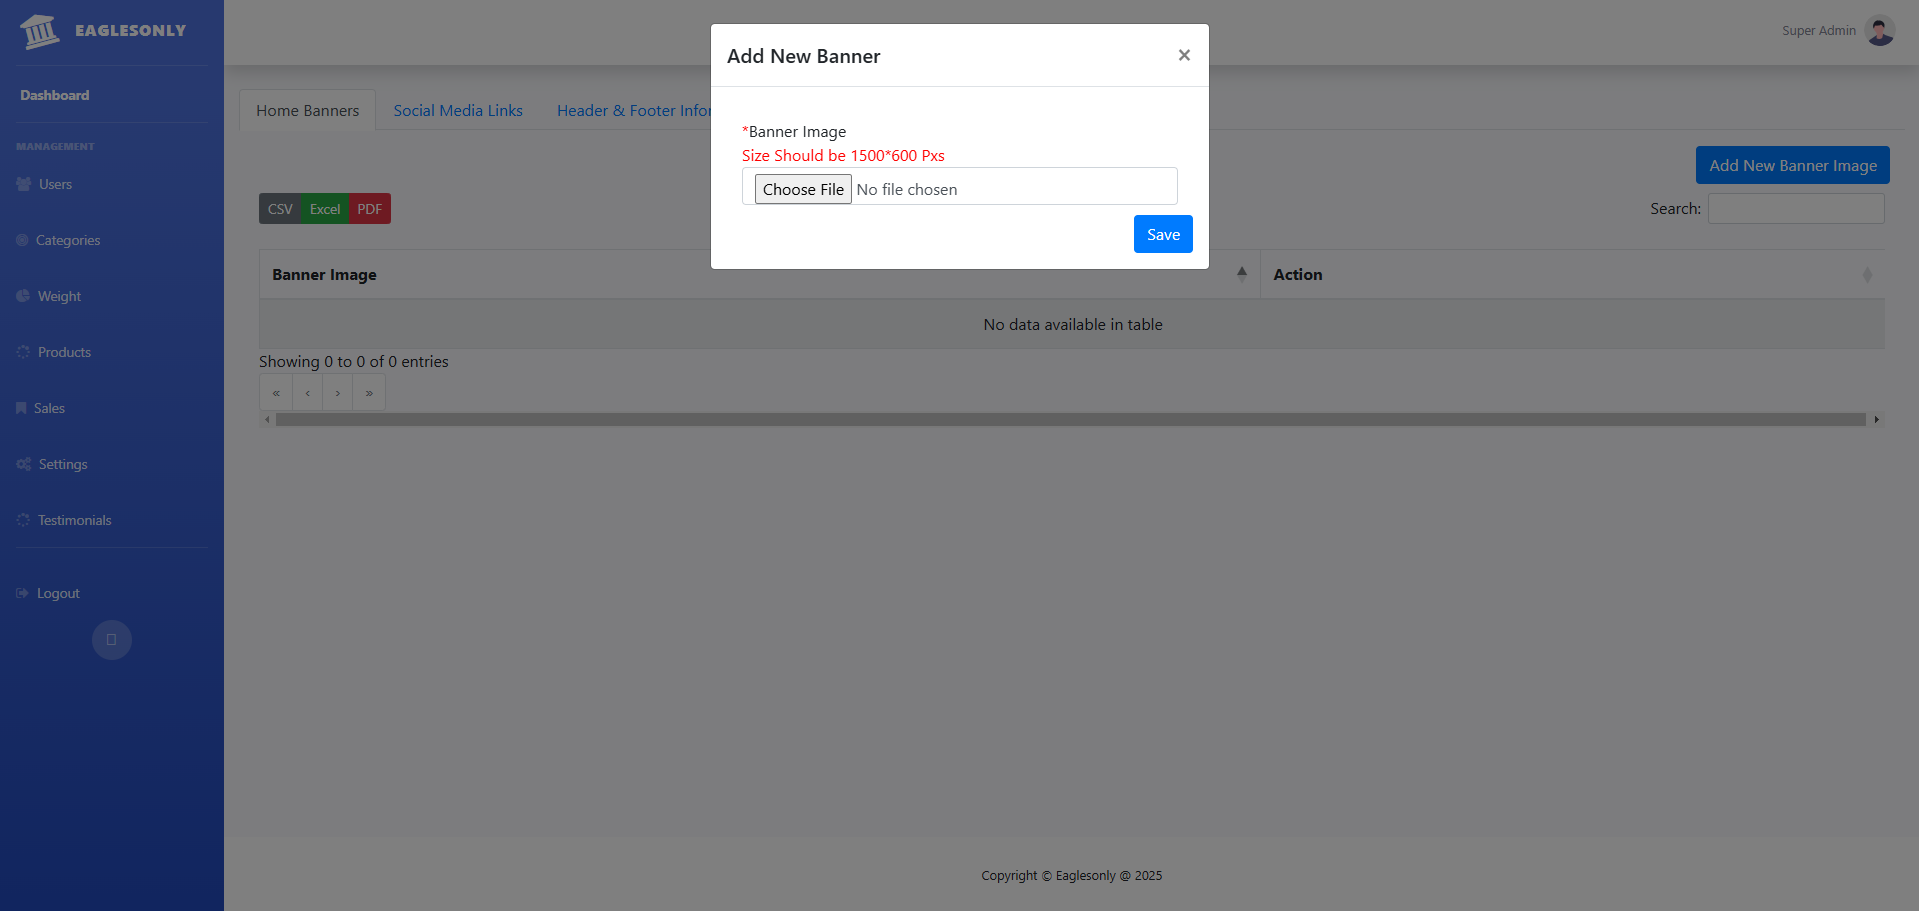 EAGLESONLY
Dashboard
MANAGEMENT
Users
Categories
Weight
Products
Sales
Settings
Testimonials
Logout
Super Admin
Home Banners
Social Media Links
Header & Footer Infor
Add New Banner
×
*Banner Image
Size Should be 1500*600 Pxs
Choose File No file chosen
Save
Add New Banner Image
CSV Excel PDF
Search:
Banner Image Action
No data available in table
Showing 0 to 0 of 0 entries
« ‹ › »
Copyright © Eaglesonly @ 2025